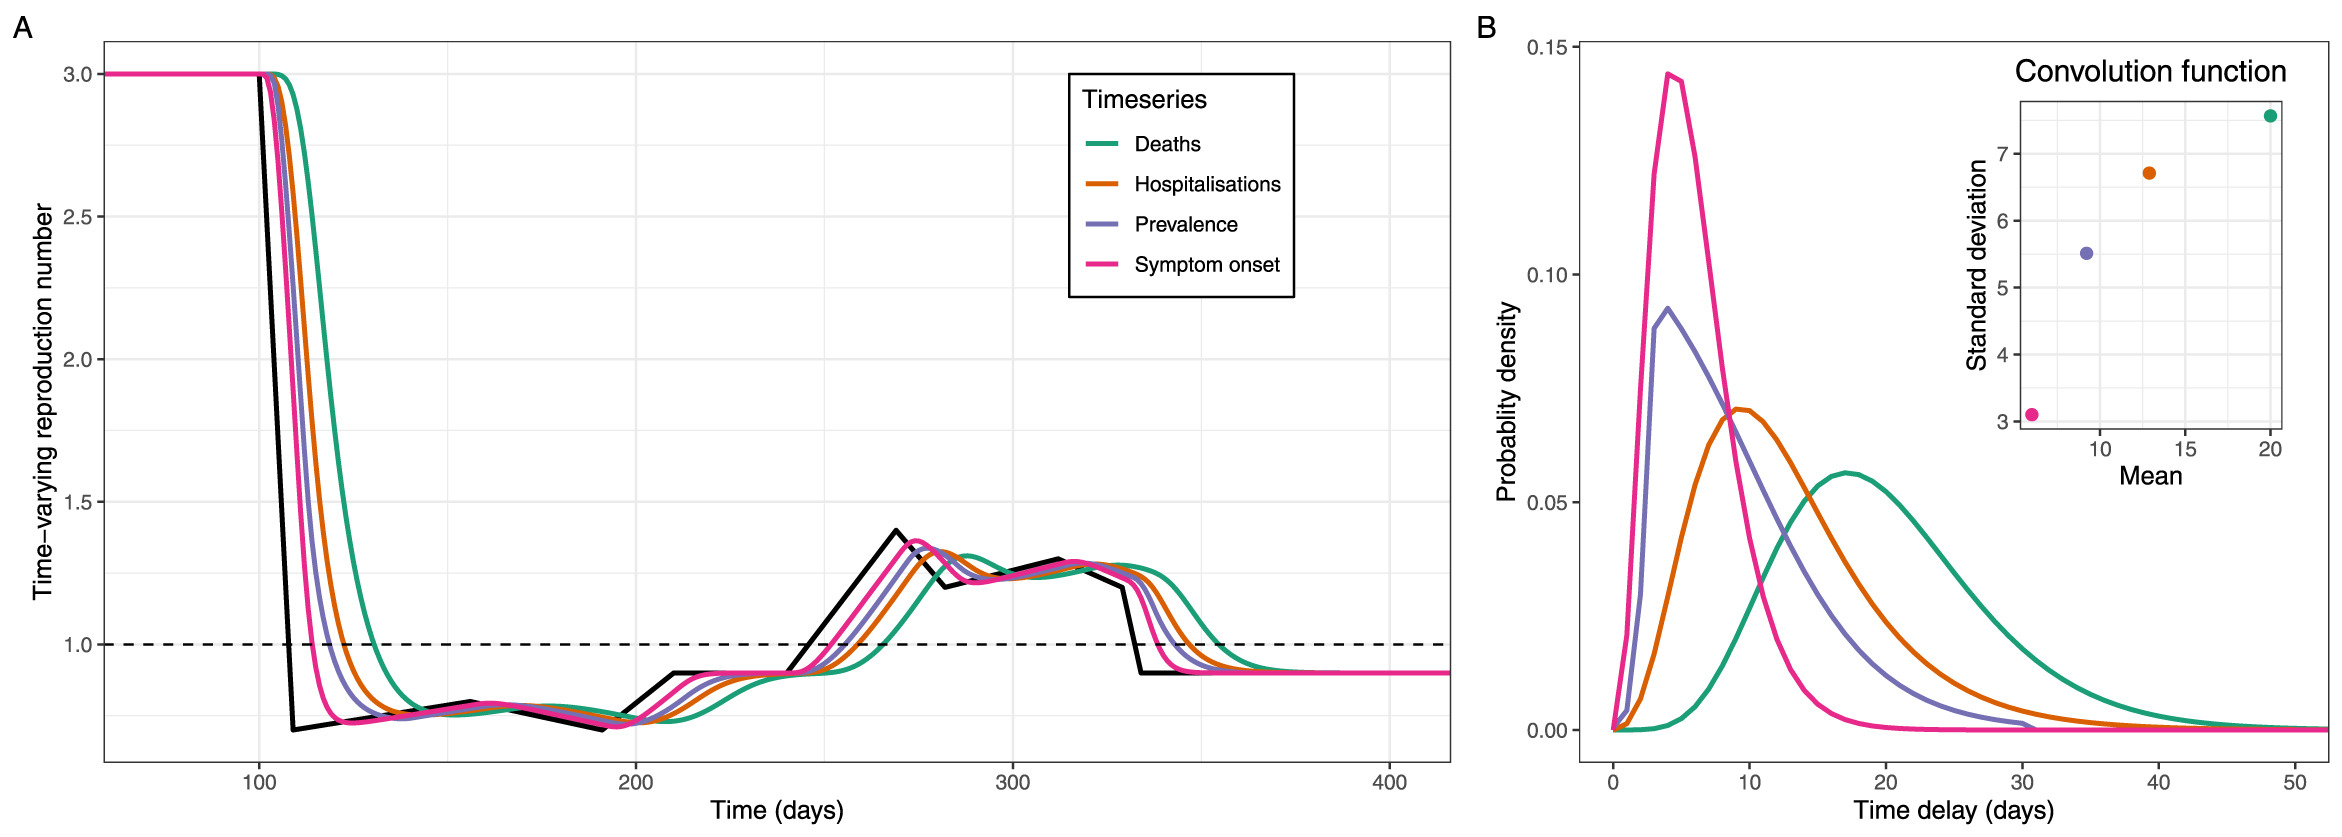 A
Time−varying reproduction number
3.0
2.5
2.0
1.5
1.0
100
200
300
400
Time (days)
Timeseries
Deaths
Hospitalisations
Prevalence
Symptom onset
B
Probablity density
0.15
0.10
0.05
0.00
0
10
20
30
40
50
Time delay (days)
Convolution function
Standard deviation
7
6
5
4
3
10
15
20
Mean